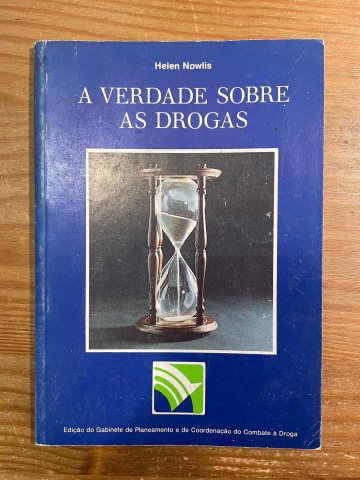 Helen Nowlis
A VERDADE SOBRE
AS DROGAS
Edição do Gabinete de Planeamento e de Coordenação do Combate à Droga